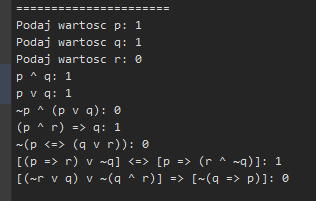 ======================
Podaj wartosc p: 1
Podaj wartosc q: 1
Podaj wartosc r: 0
p ^ q: 1
p v q: 1
~p ^ (p v q): 0
(p ^ r) => q: 1
~(p <=> (q v r)): 0
[(p => r) v ~q] <=> [p => (r ^ ~q)]: 1
[(~r v q) v ~(q ^ r)] => [~(q => p)]: 0